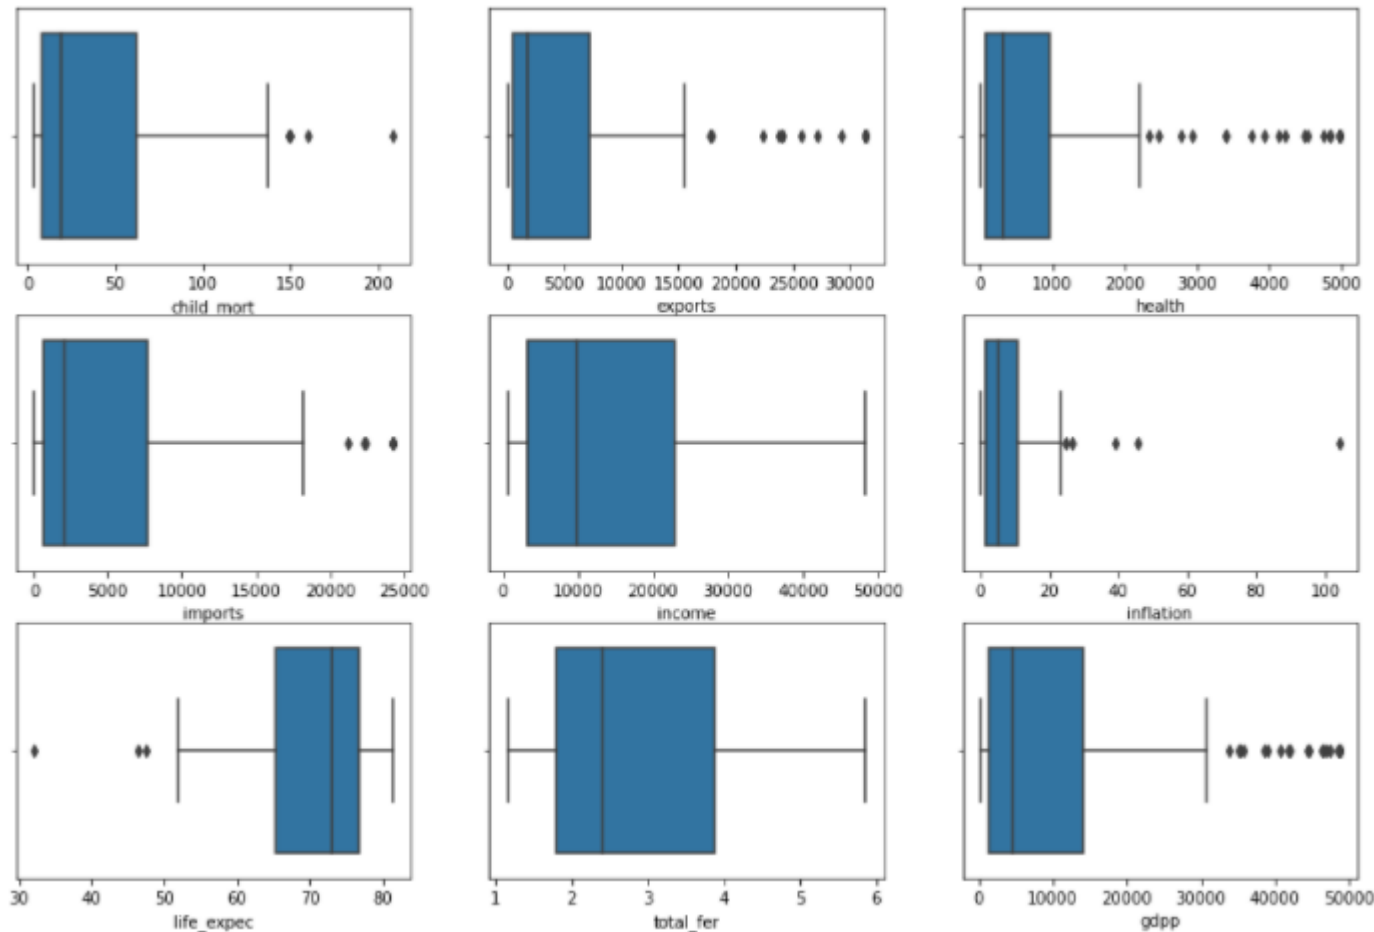 0 50 100 150 200
child_mort
0 5000 10000 15000 20000 25000 30000
exports
0 1000 2000 3000 4000 5000
health
0 5000 10000 15000 20000 25000
imports
0 10000 20000 30000 40000 50000
income
0 20 40 60 80 100
inflation
30 40 50 60 70 80
life_expec
1 2 3 4 5 6
total_fer
0 10000 20000 30000 40000 50000
gdpp